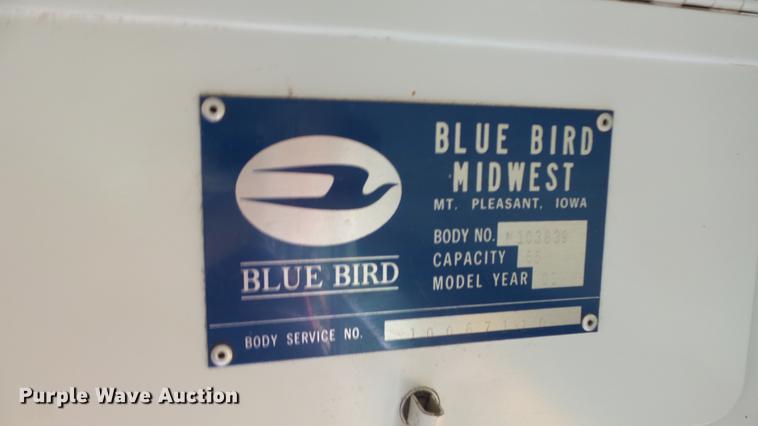 BLUE BIRD
MIDWEST
MT. PLEASANT, IOWA
BODY NO. M103839
CAPACITY
MODEL YEAR
BLUE BIRD
BODY SERVICE NO.
Purple Wave Auction